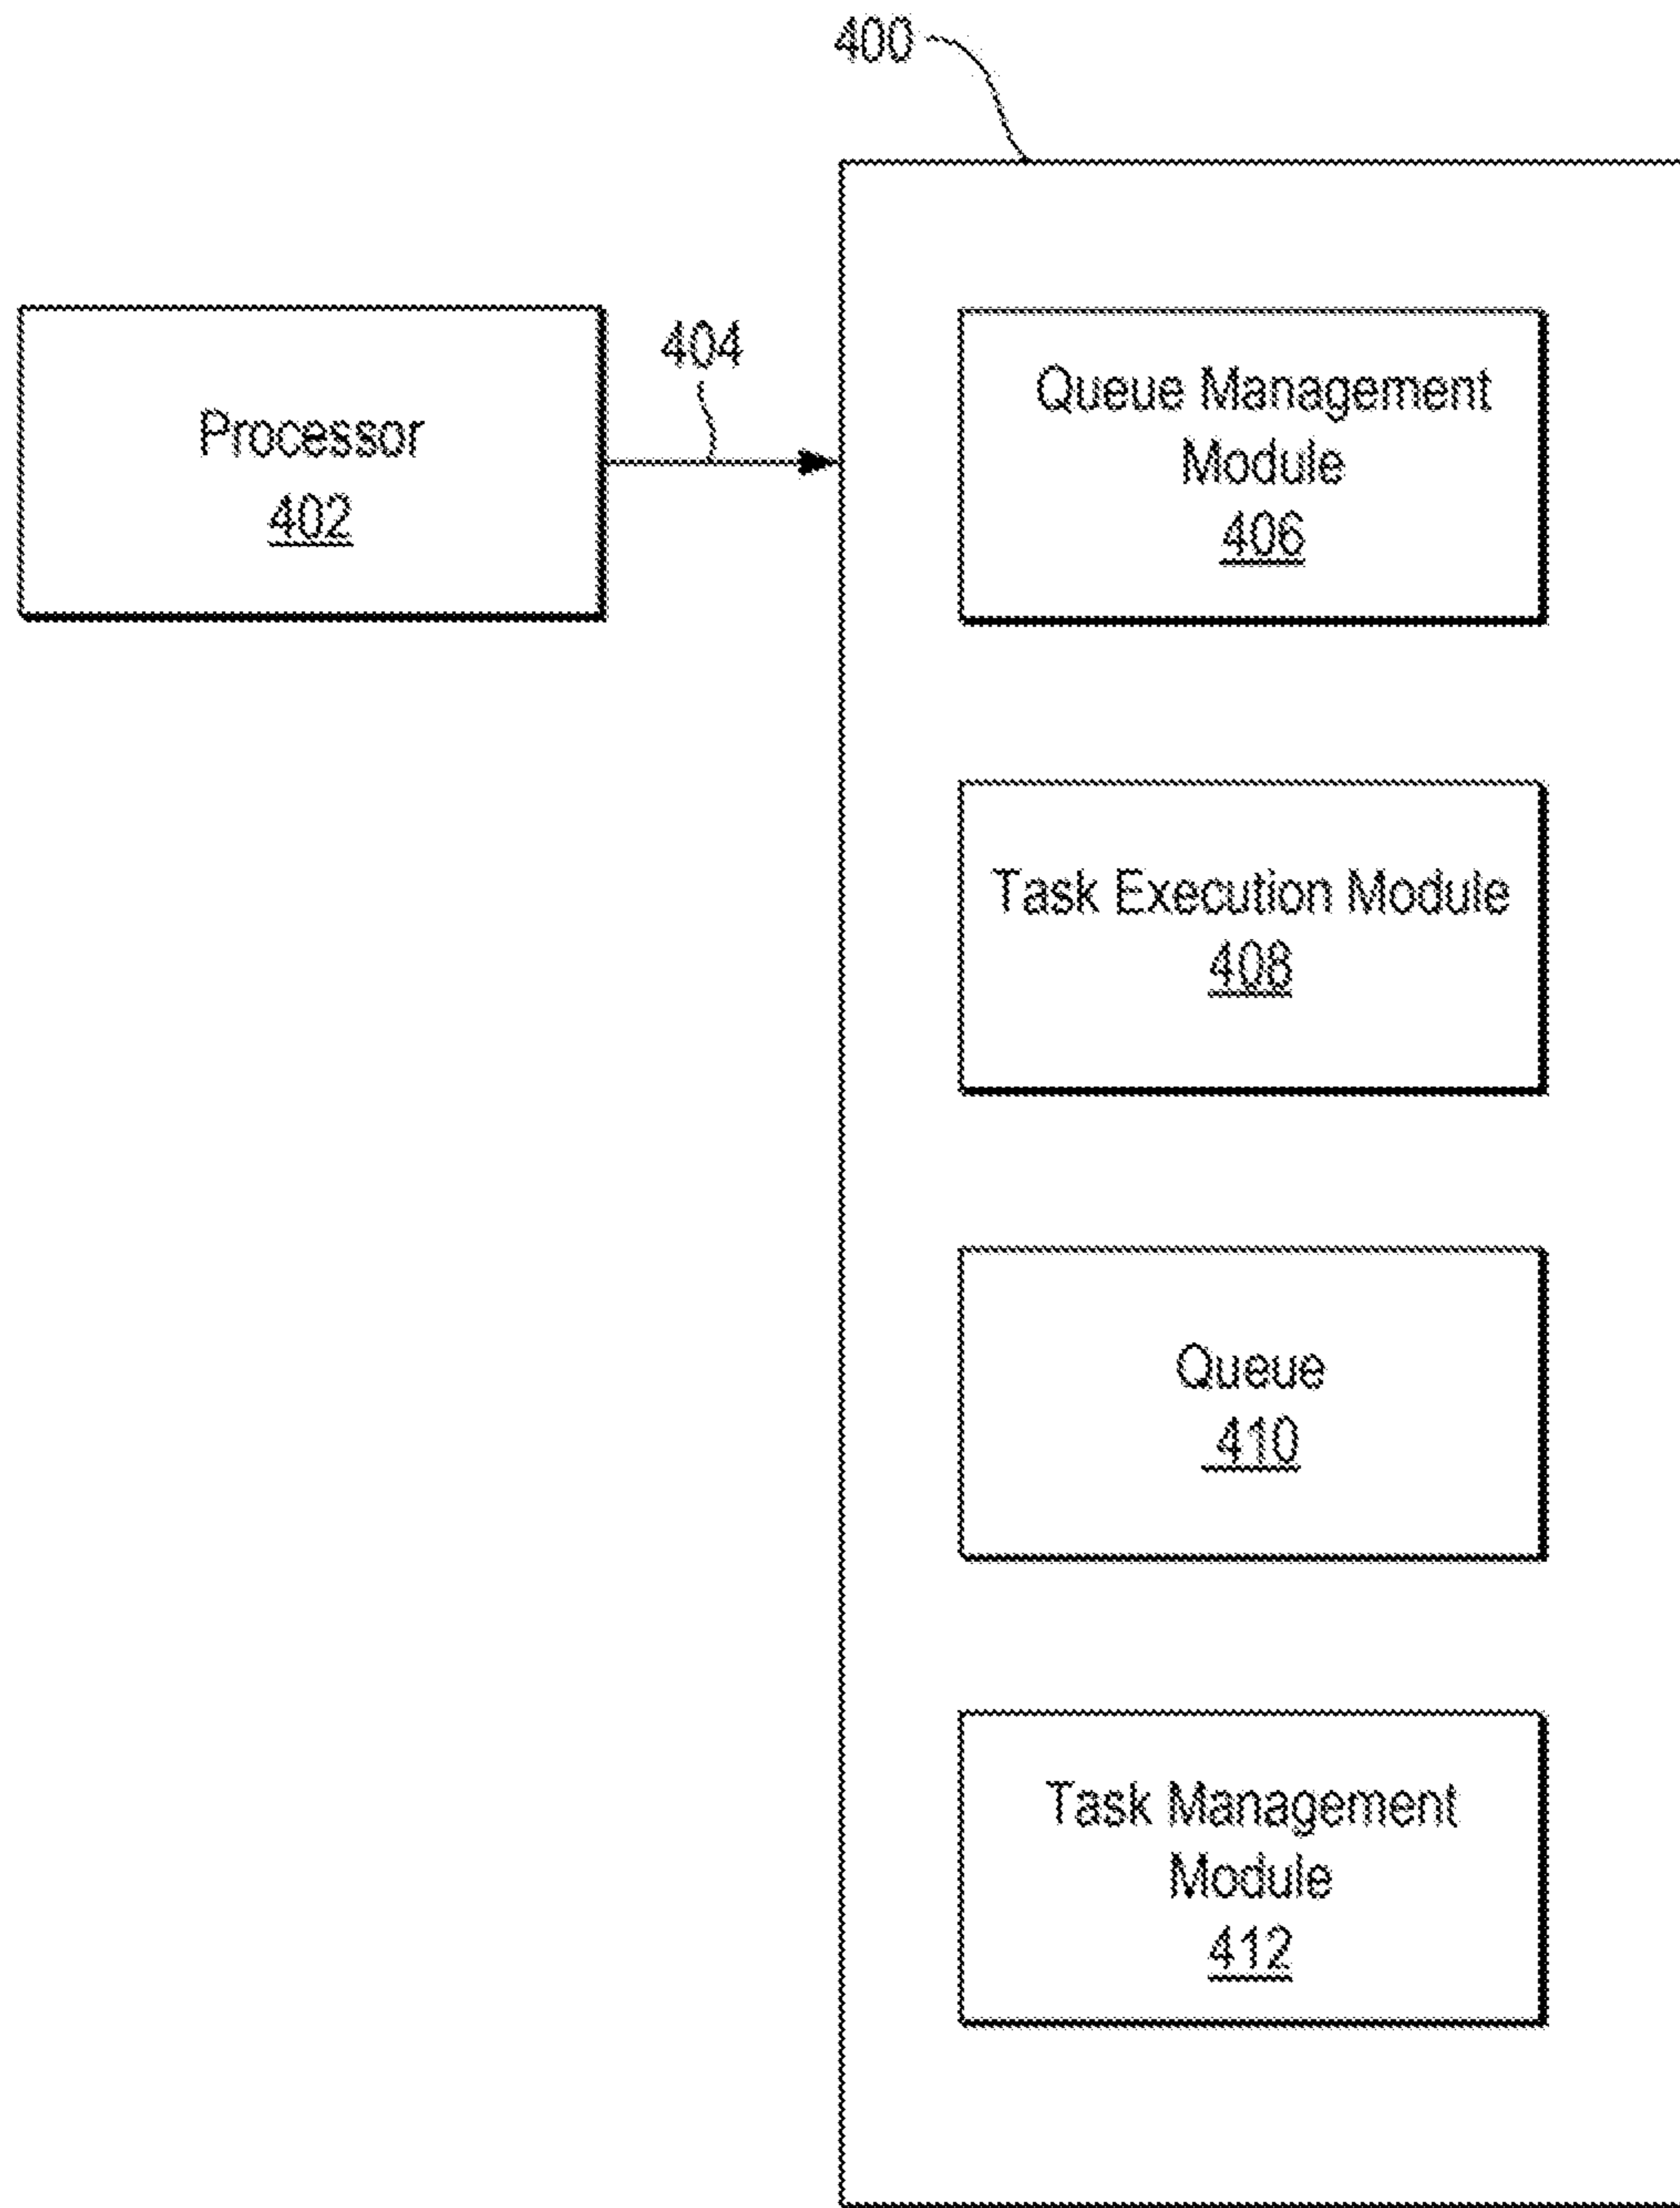 400
Processor
402
404
Queue Management
Module
406
Task Execution Module
408
Queue
410
Task Management
Module
412